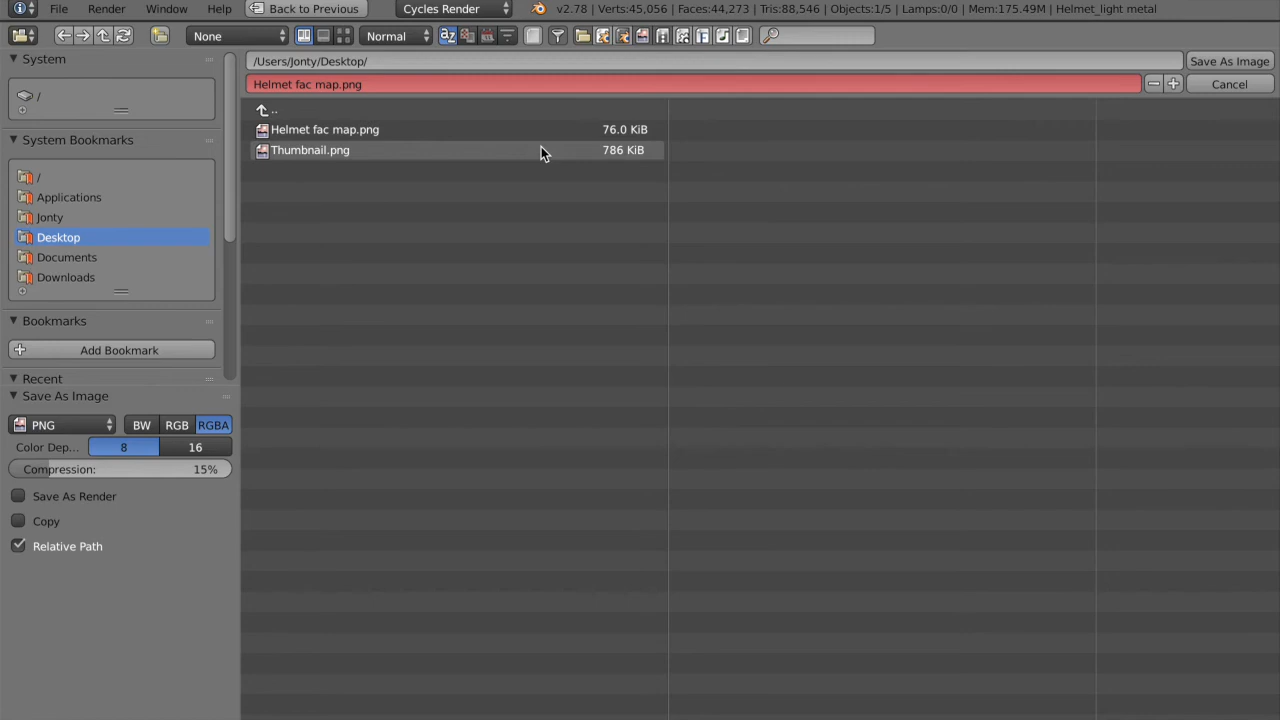 File Render Window Help Back to Previous Cycles Render v2.78 | Verts:45,056 | Faces:44,273 | Tris:88,546 | Objects:1/5 | Lamps:0/0 | Mem:175.49M | Helmet_light metal
None Normal
System
/
System Bookmarks
/
Applications
Jonty
Desktop
Documents
Downloads
Bookmarks
Add Bookmark
Recent
Save As Image
PNG BW RGB RGBA
Color Dep... 8 16
Compression: 15%
Save As Render
Copy
Relative Path
/Users/Jonty/Desktop/ Save As Image
Helmet fac map.png Cancel
..
Helmet fac map.png 76.0 KiB
Thumbnail.png 786 KiB